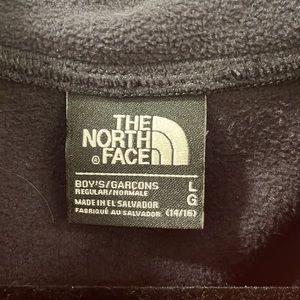 THE
NORTH
FACE
®
BOY'S/GARCONS
REGULAR/NORMALE
MADE IN EL SALVADOR
FABRIQUÉ AU SALVADOR
L
G
(14/16)